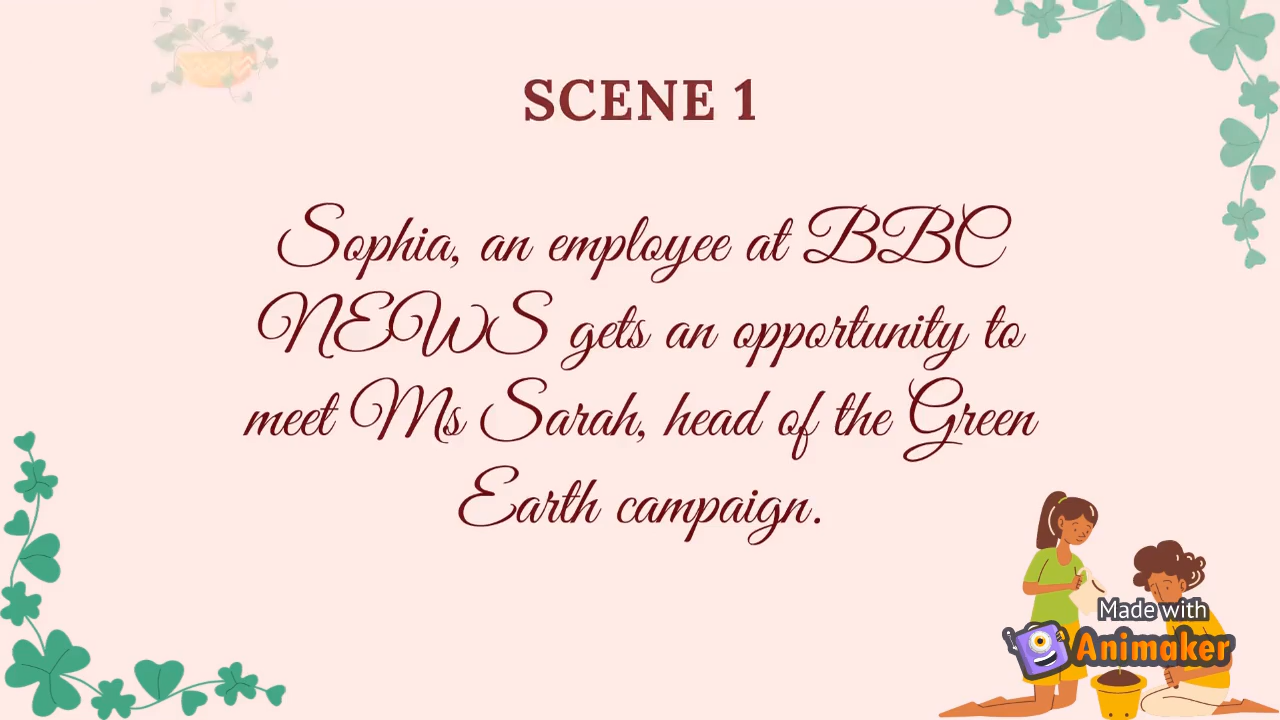 SCENE 1
Sophia, an employee at BBC
NEWS gets an opportunity to
meet Ms Sarah, head of the Green
Earth campaign.
Made with
Animaker